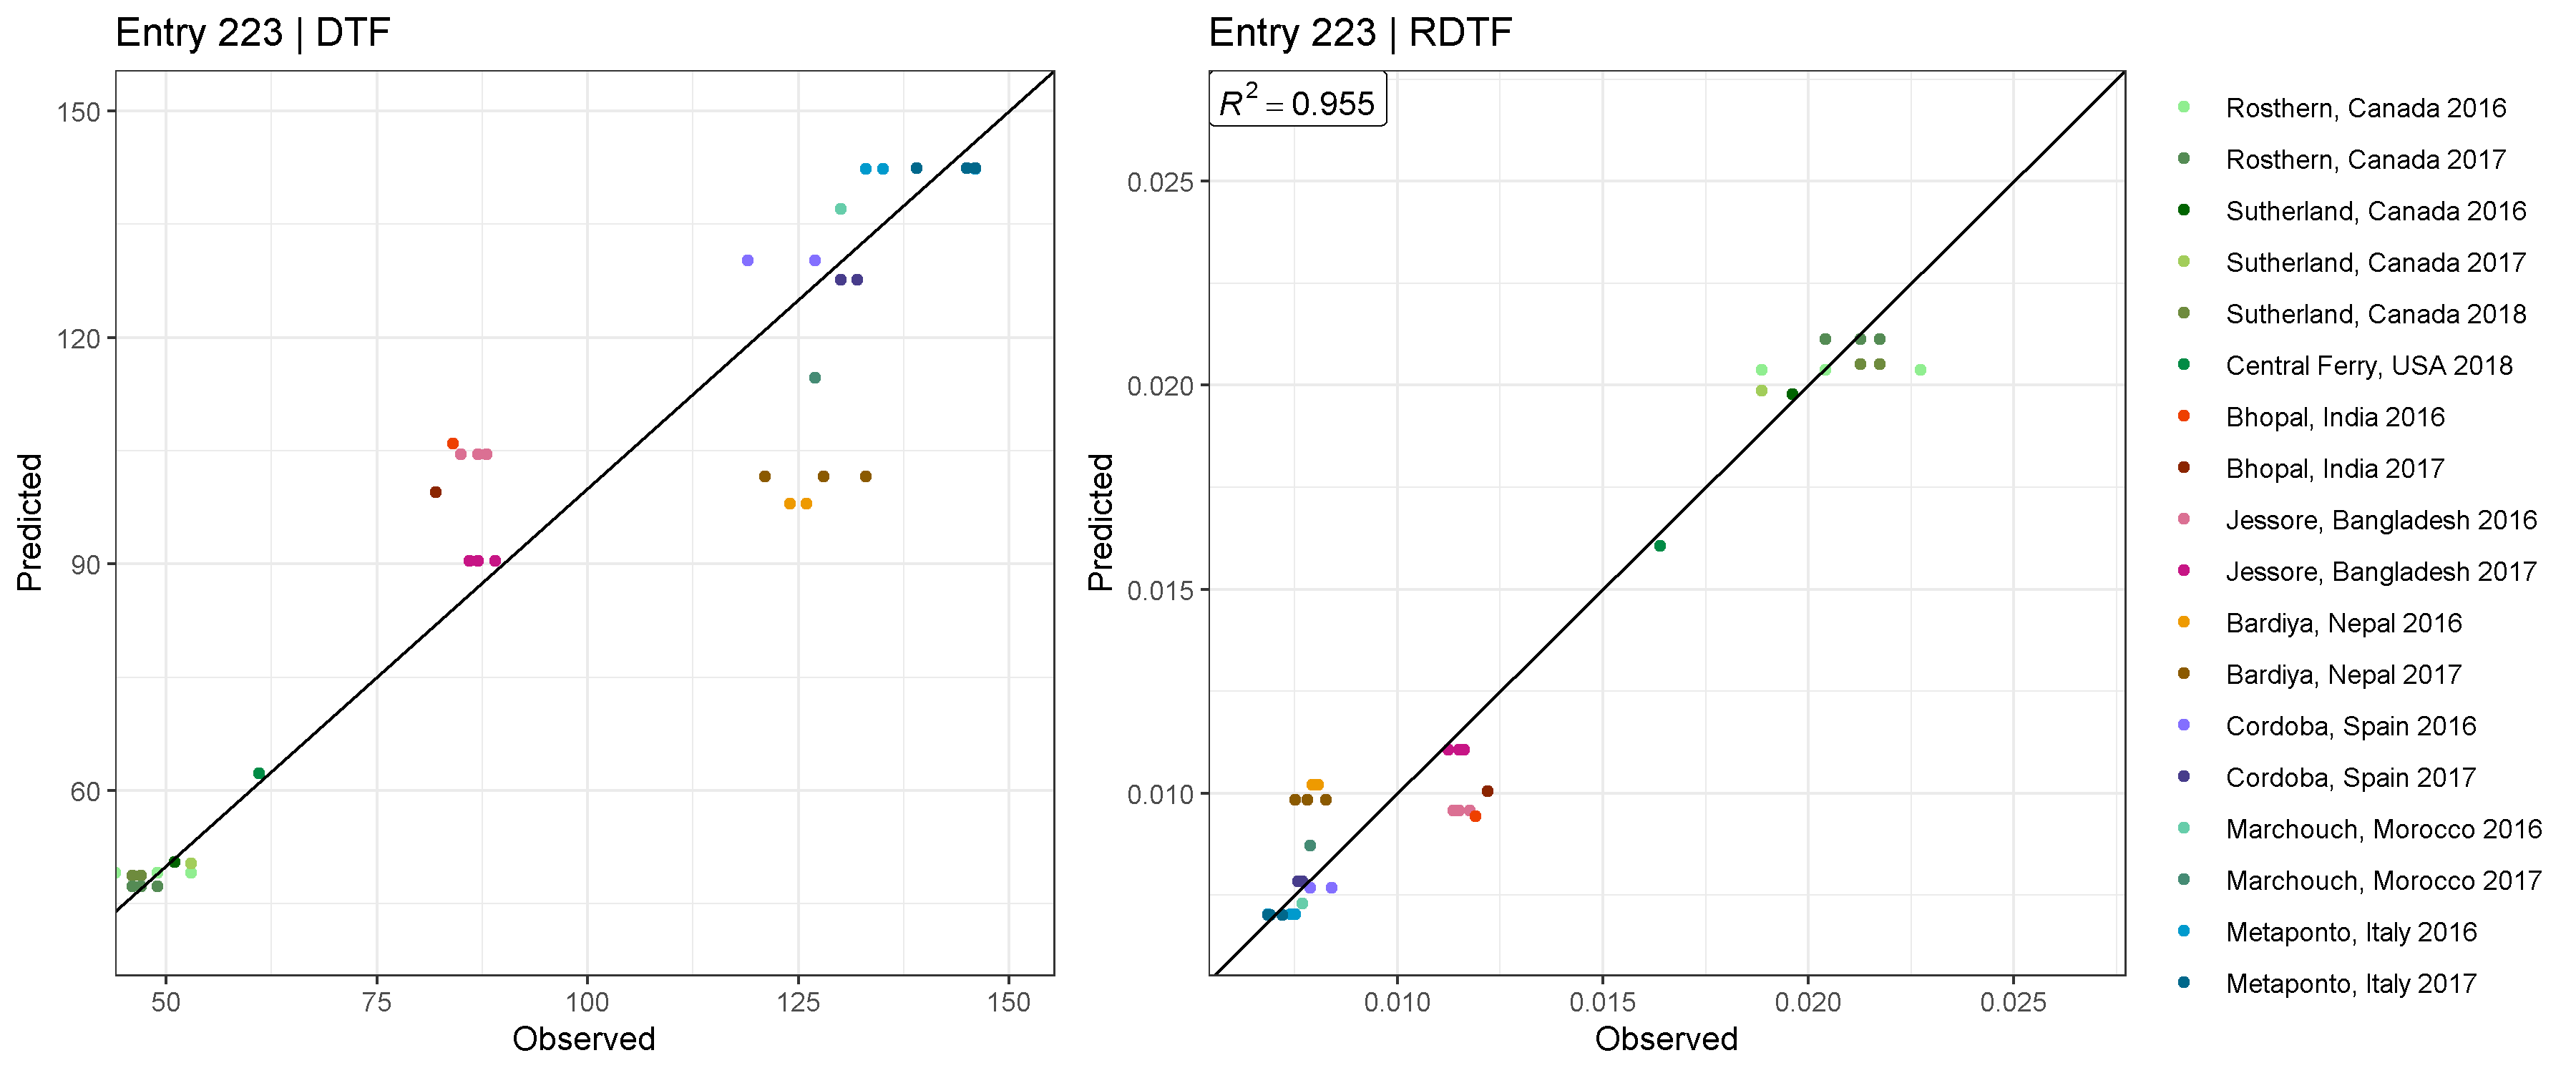 Entry 223 | DTF
150
120
90
60
Predicted
50 75 100 125 150
Observed
Entry 223 | RDTF
R² = 0.955
0.025
0.020
0.015
0.010
Predicted
0.010 0.015 0.020 0.025
Observed
Rosthern, Canada 2016
Rosthern, Canada 2017
Sutherland, Canada 2016
Sutherland, Canada 2017
Sutherland, Canada 2018
Central Ferry, USA 2018
Bhopal, India 2016
Bhopal, India 2017
Jessore, Bangladesh 2016
Jessore, Bangladesh 2017
Bardiya, Nepal 2016
Bardiya, Nepal 2017
Cordoba, Spain 2016
Cordoba, Spain 2017
Marchouch, Morocco 2016
Marchouch, Morocco 2017
Metaponto, Italy 2016
Metaponto, Italy 2017